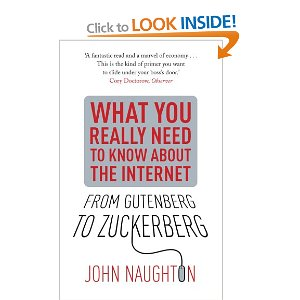 Click to LOOK INSIDE!
'A fantastic read and a marvel of economy . . .
This is the kind of primer you want
to slide under your boss's door.'
Cory Doctorow, Observer
WHAT YOU
REALLY NEED
TO KNOW ABOUT
THE INTERNET
FROM GUTENBERG
TO ZUCKERBERG
JOHN NAUGHTON